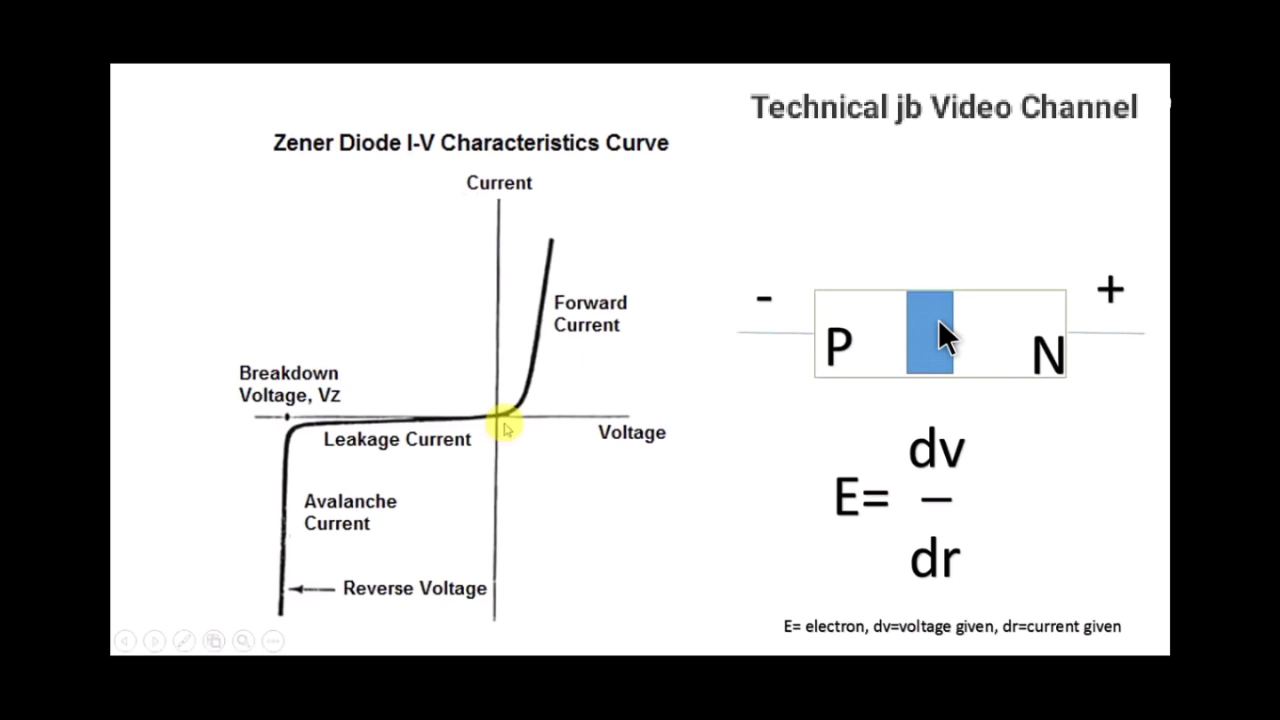 Technical jb Video Channel
Zener Diode I-V Characteristics Curve
Current
Forward
Current
Breakdown
Voltage, Vz
Leakage Current
Voltage
Avalanche
Current
Reverse Voltage
-
+
P
N
dv
E= —
dr
E= electron, dv=voltage given, dr=current given